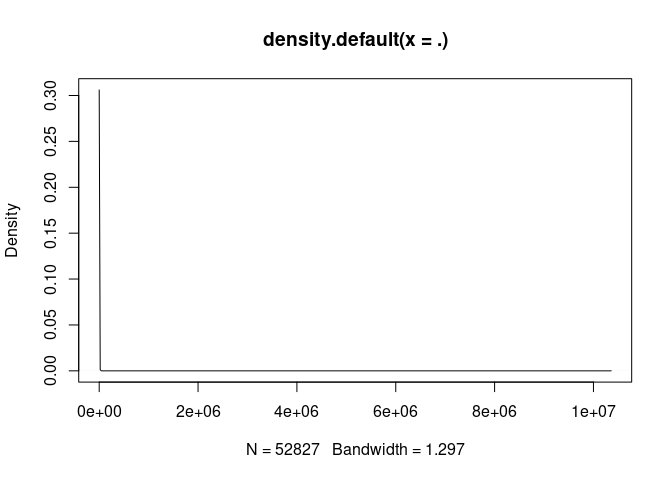 density.default(x = .)
Density
0.30
0.25
0.20
0.15
0.10
0.05
0.00
0e+00 2e+06 4e+06 6e+06 8e+06 1e+07
N = 52827 Bandwidth = 1.297